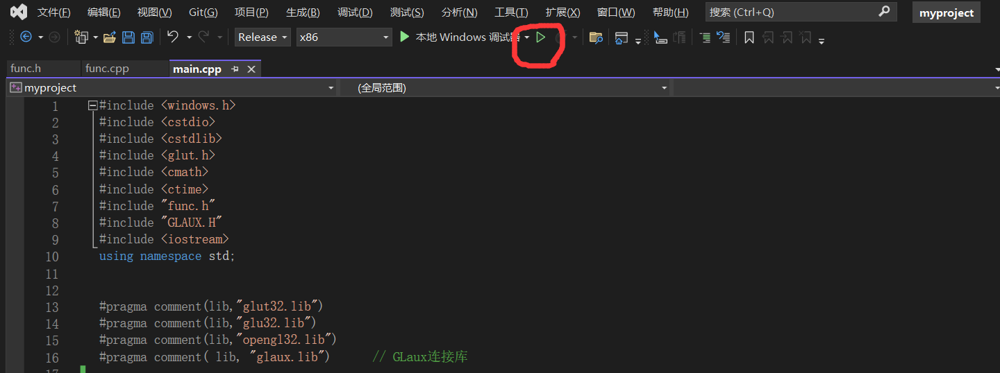 文件(F) 编辑(E) 视图(V) Git(G) 项目(P) 生成(B) 调试(D) 测试(S) 分析(N) 工具(T) 扩展(X) 窗口(W) 帮助(H) 搜索 (Ctrl+Q) myproject
Release x86 本地 Windows 调试器
func.h func.cpp main.cpp
myproject (全局范围)
1 #include <windows.h>
2 #include <cstdio>
3 #include <cstdlib>
4 #include <glut.h>
5 #include <cmath>
6 #include <ctime>
7 #include "func.h"
8 #include "GLAUX.H"
9 #include <iostream>
10 using namespace std;
11
12
13 #pragma comment(lib,"glut32.lib")
14 #pragma comment(lib,"glu32.lib")
15 #pragma comment(lib,"opengl32.lib")
16 #pragma comment( lib, "glaux.lib") // GLaux连接库
17